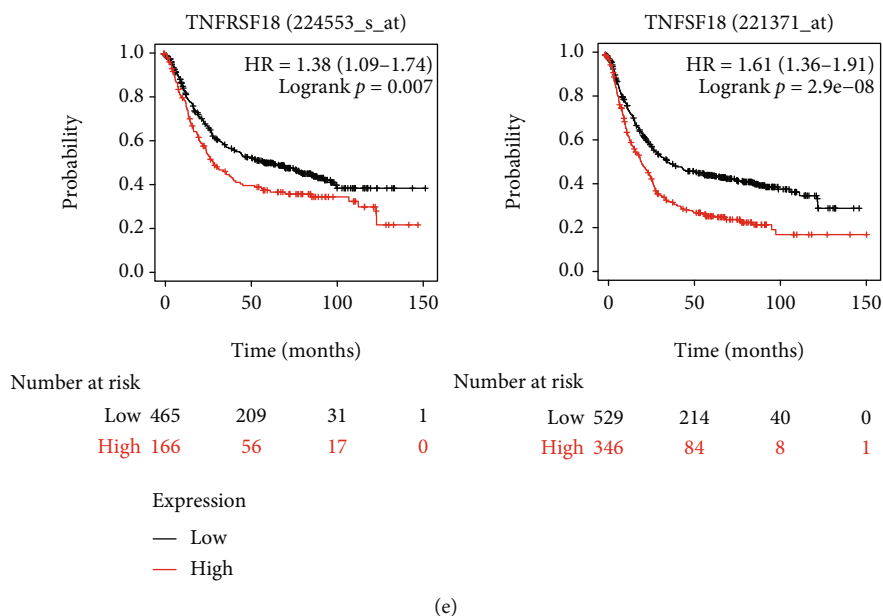 TNFRSF18 (224553_s_at)
HR = 1.38 (1.09–1.74)
Logrank p = 0.007
Probability
1.0
0.8
0.6
0.4
0.2
0.0
0 50 100 150
Time (months)
Number at risk
Low 465 209 31 1
High 166 56 17 0
TNFSF18 (221371_at)
HR = 1.61 (1.36–1.91)
Logrank p = 2.9e−08
Probability
1.0
0.8
0.6
0.4
0.2
0.0
0 50 100 150
Time (months)
Number at risk
Low 529 214 40 0
High 346 84 8 1
Expression
Low
High
(e)